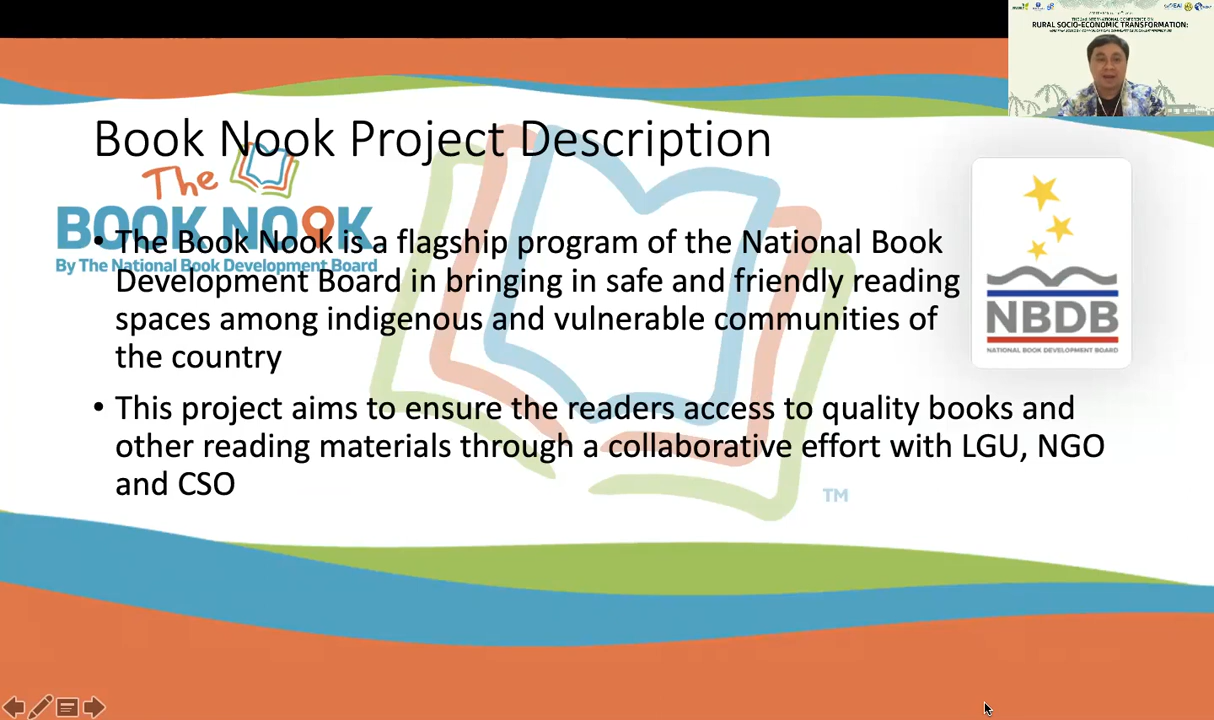 RURAL SOCIO-ECONOMIC TRANSFORMATION:
Book Nook Project Description
The
BOOK NOOK
By The National Book Development Board
• The Book Nook is a flagship program of the National Book
Development Board in bringing in safe and friendly reading
spaces among indigenous and vulnerable communities of
the country
• This project aims to ensure the readers access to quality books and
other reading materials through a collaborative effort with LGU, NGO
and CSO
NBDB
NATIONAL BOOK DEVELOPMENT BOARD
TM